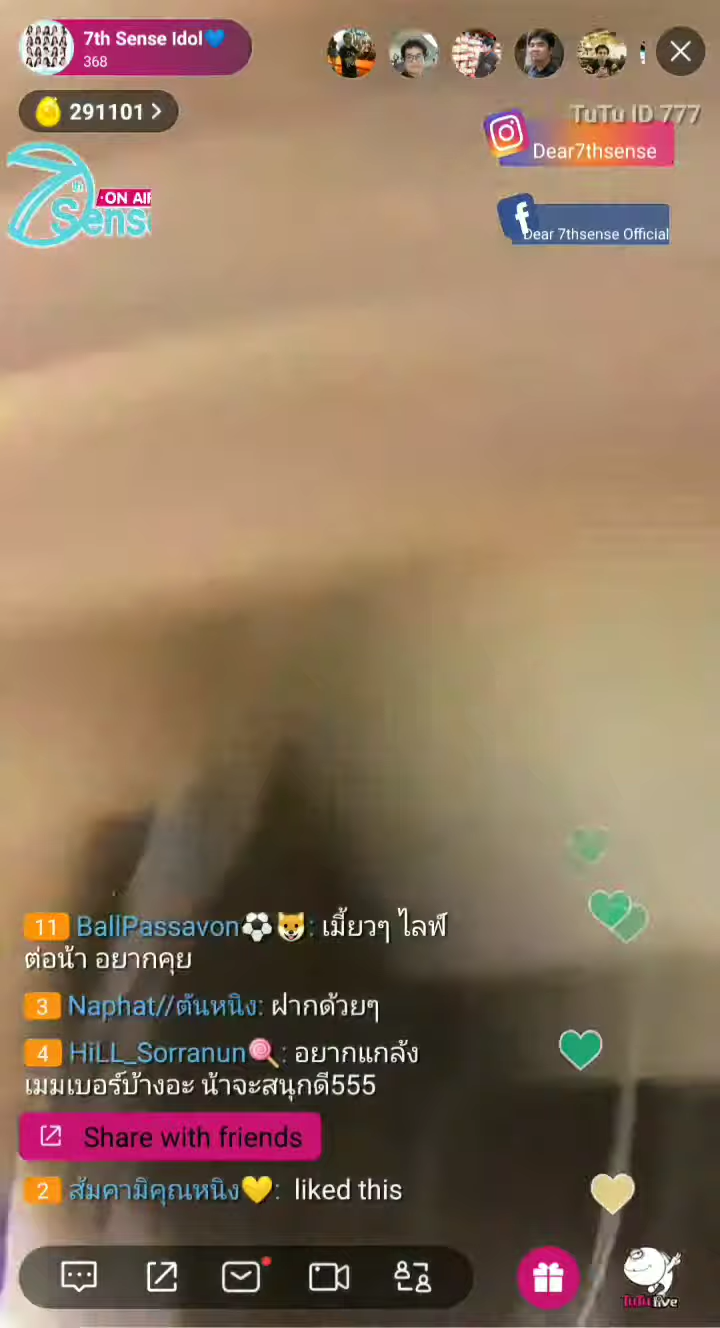 7th Sense Idol💙
368
291101
TuTu ID 777
Dear7thsense
7th
ON AIR
Sense
f
Dear 7thsense Official
11 BallPassavon⚽😺: เมี้ยวๆ ไลฟ์
ต่อน้า อยากคุย
3 Naphat//ต้นหนิง: ฝากด้วยๆ
4 HiLL_Sorranun🍭: อยากแกล้ง
เมมเบอร์บ้างอะ น้าจะสนุกดี555
Share with friends
2 ส้มคามิคุณหนิง💛: liked this
TuTu live